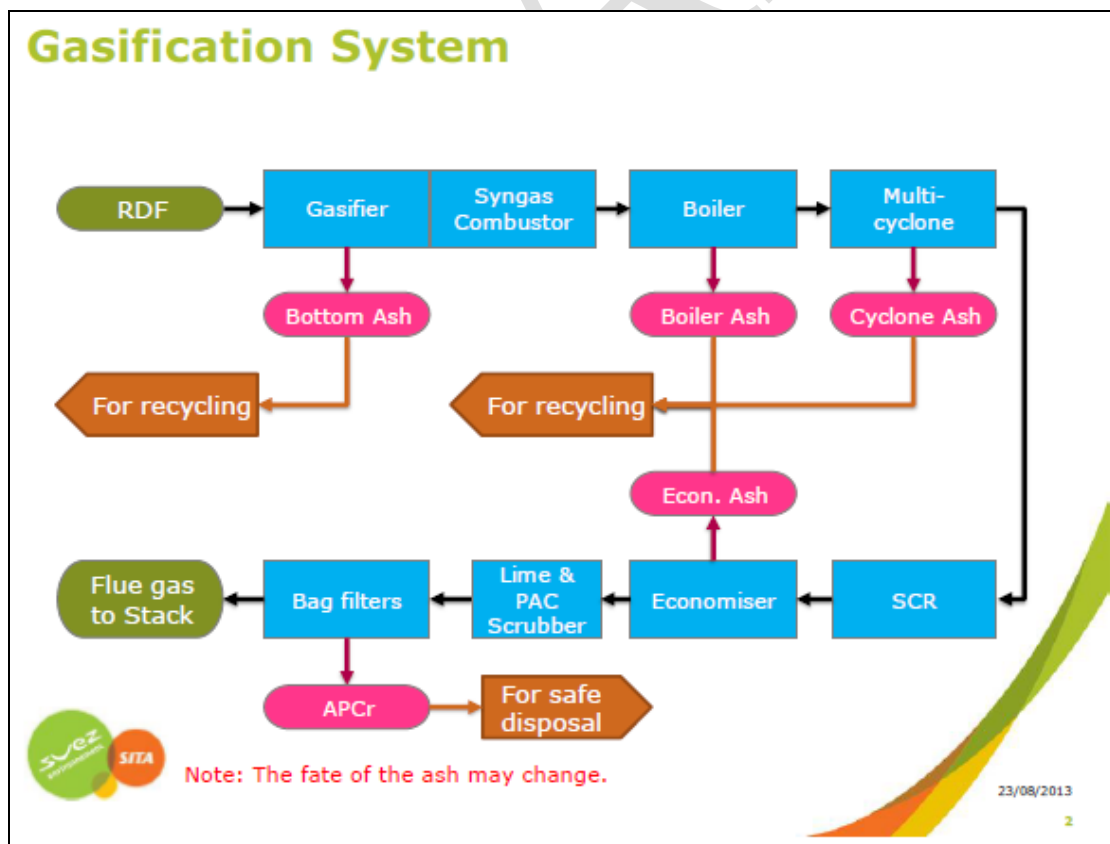 Gasification System
RDF
Gasifier
Syngas
Combustor
Boiler
Multi-
cyclone
Bottom Ash
Boiler Ash
Cyclone Ash
For recycling
For recycling
Econ. Ash
Flue gas
to Stack
Bag filters
Lime &
PAC
Scrubber
Economiser
SCR
APCr
For safe
disposal
SUEZ
environnement
SITA
Note: The fate of the ash may change.
23/08/2013
2